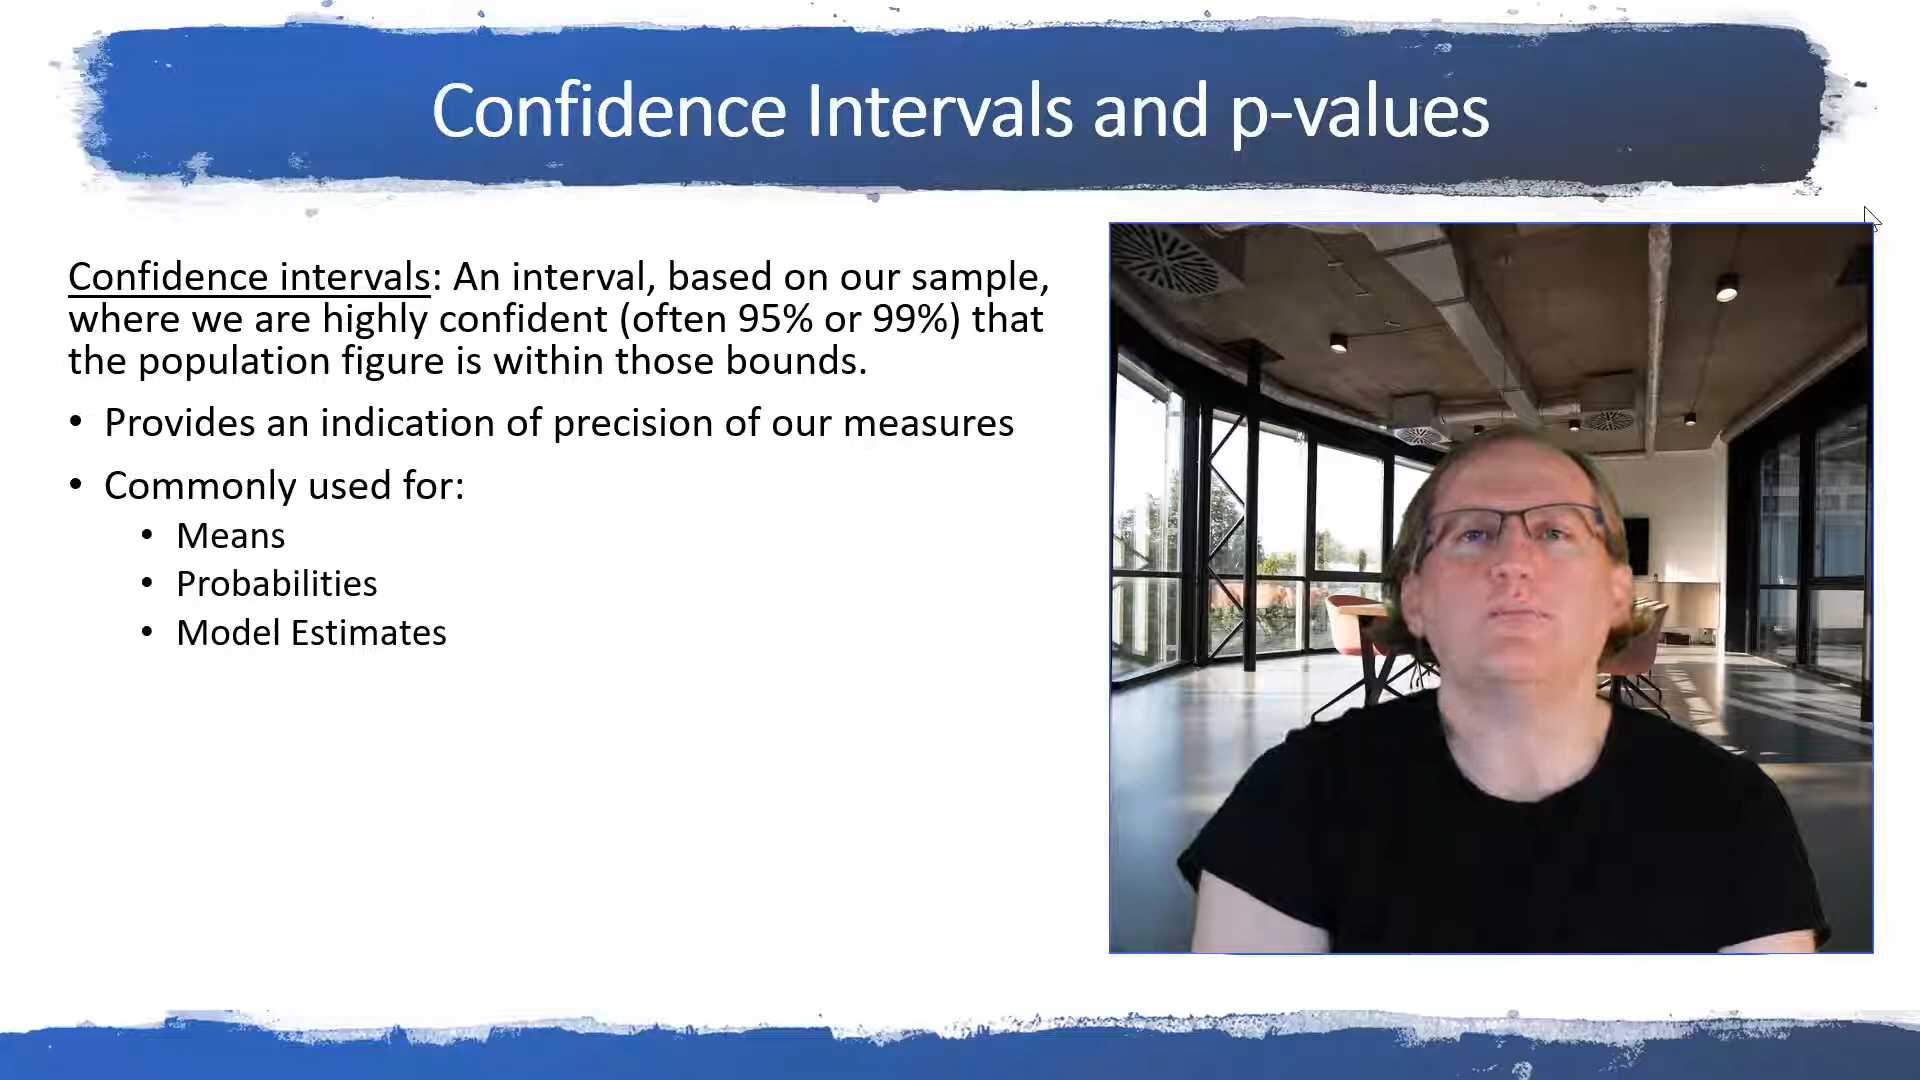 Confidence Intervals and p-values
Confidence intervals: An interval, based on our sample,
where we are highly confident (often 95% or 99%) that
the population figure is within those bounds.
• Provides an indication of precision of our measures
• Commonly used for:
• Means
• Probabilities
• Model Estimates